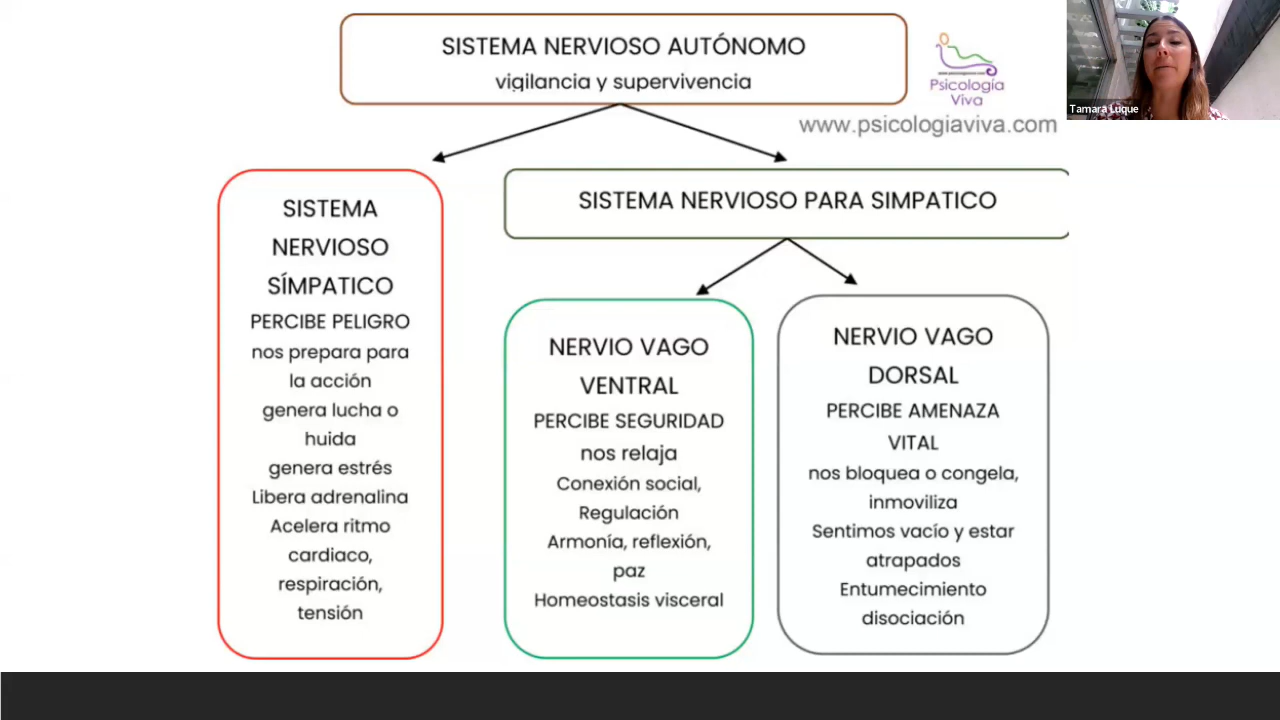 SISTEMA NERVIOSO AUTÓNOMO
vigilancia y supervivencia
www.psicologiaviva.com
Psicología
Viva
www.psicologiaviva.com
Tamara Luque
SISTEMA
NERVIOSO
SÍMPATICO
PERCIBE PELIGRO
nos prepara para
la acción
genera lucha o
huida
genera estrés
Libera adrenalina
Acelera ritmo
cardiaco,
respiración,
tensión
SISTEMA NERVIOSO PARA SIMPATICO
NERVIO VAGO
VENTRAL
PERCIBE SEGURIDAD
nos relaja
Conexión social,
Regulación
Armonía, reflexión,
paz
Homeostasis visceral
NERVIO VAGO
DORSAL
PERCIBE AMENAZA
VITAL
nos bloquea o congela,
inmoviliza
Sentimos vacío y estar
atrapados
Entumecimiento
disociación